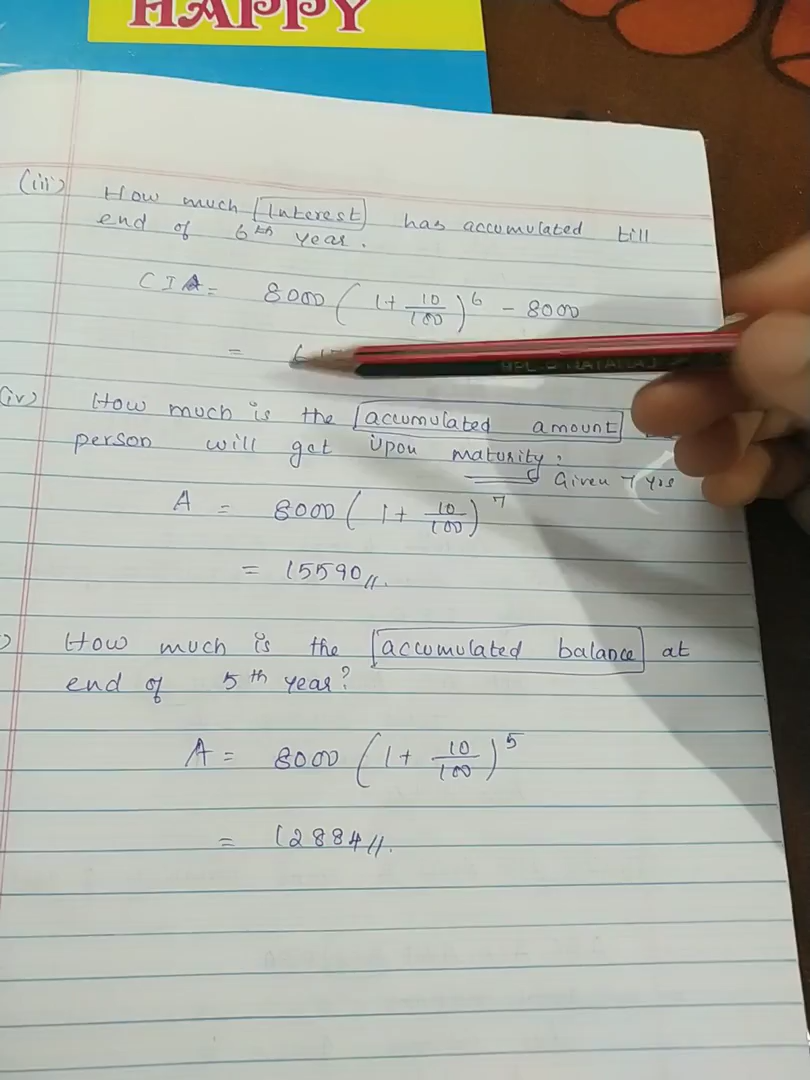 HAPPY
(iii) How much Interest has accumulated till
end of 6th year.
CI = 8000 ( 1 + 10/100 )^6 - 8000
=
(iv) How much is the accumulated amount
person will get upon maturity.
Given 7 yrs
A = 8000 ( 1 + 10/100 )^7
= 15590 //.
) How much is the accumulated balance at
end of 5th year?
A = 8000 ( 1 + 10/100 )^5
= 12884 //.